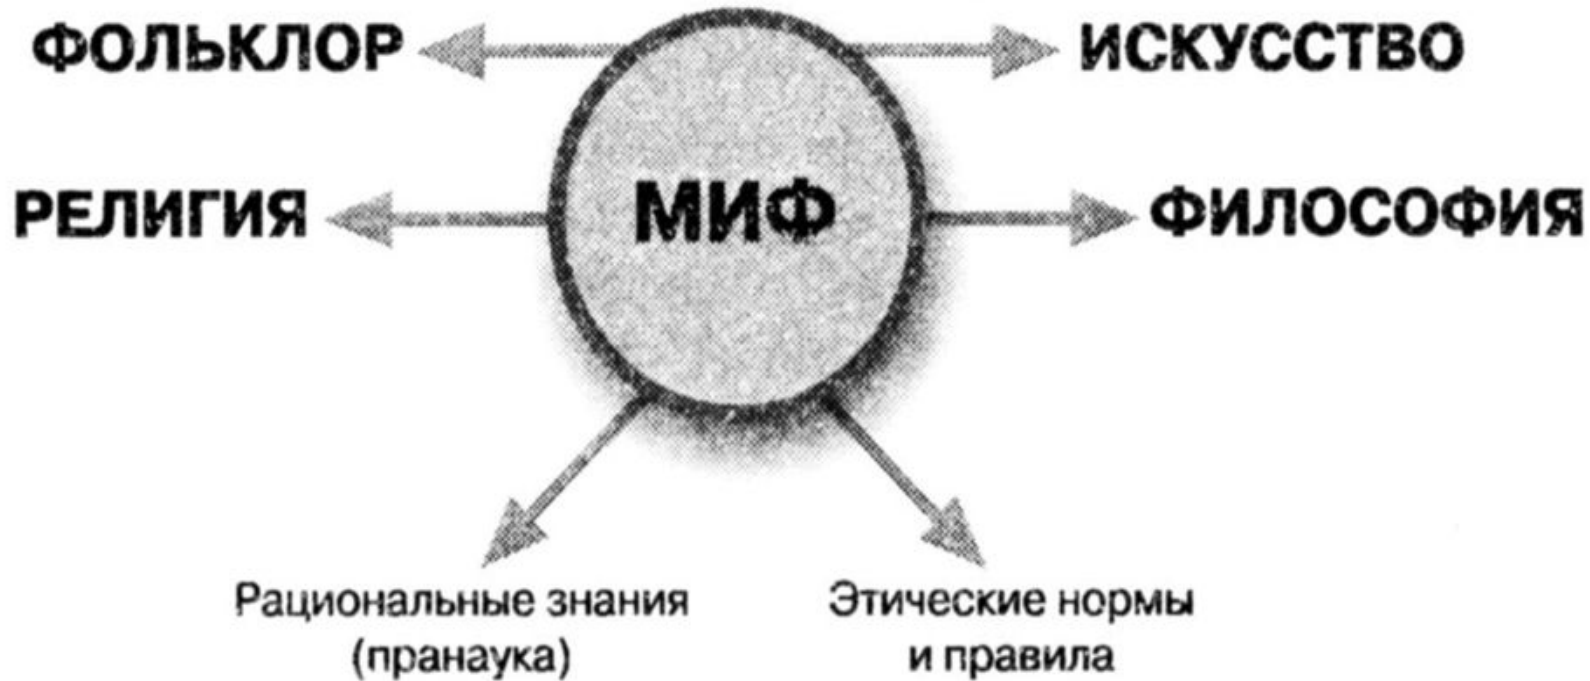 ФОЛЬКЛОР
ИСКУССТВО
РЕЛИГИЯ
МИФ
ФИЛОСОФИЯ
Рациональные знания
(пранаука)
Этические нормы
и правила